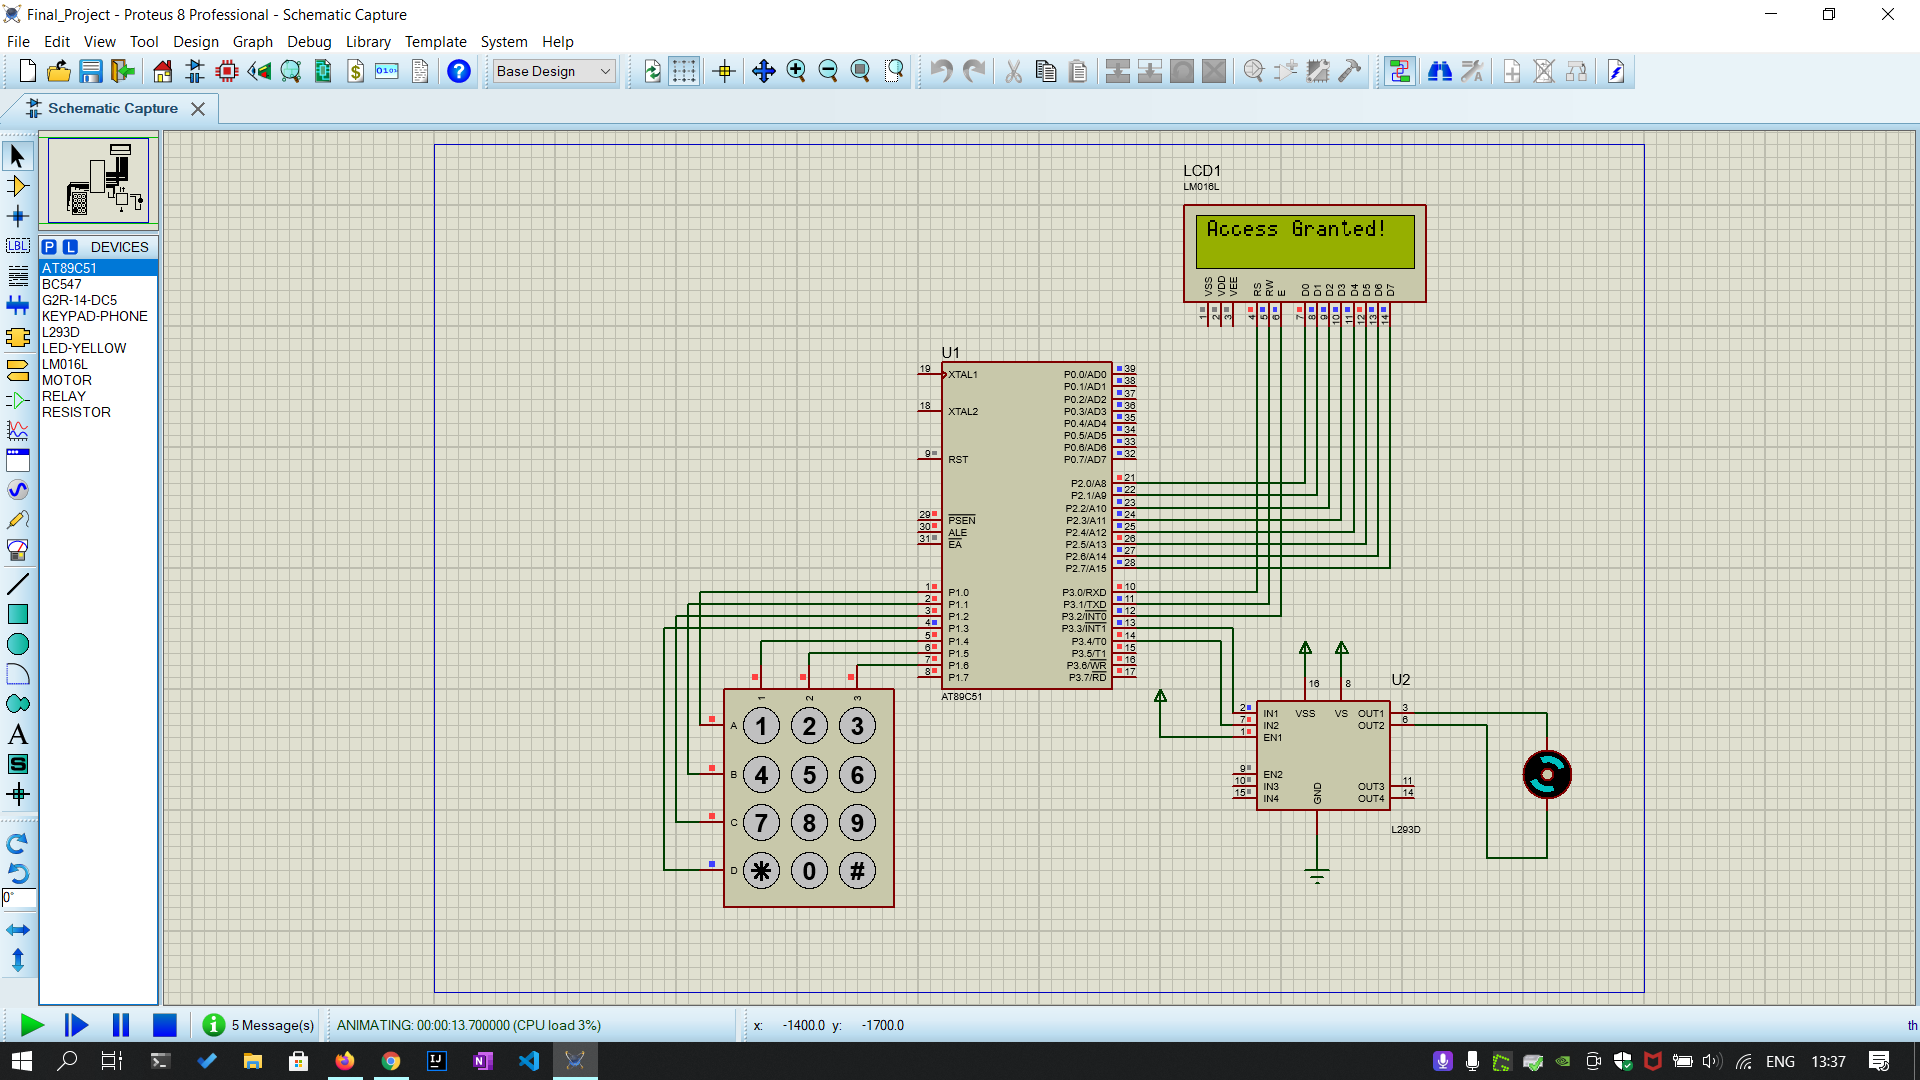 Final_Project - Proteus 8 Professional - Schematic Capture
File Edit View Tool Design Graph Debug Library Template System Help
Base Design
Schematic Capture
LBL
P L DEVICES
AT89C51
BC547
G2R-14-DC5
KEYPAD-PHONE
L293D
LED-YELLOW
LM016L
MOTOR
RELAY
RESISTOR
A
S
0°
LCD1
LM016L
Access Granted!
VSS VDD VEE RS RW E D0 D1 D2 D3 D4 D5 D6 D7
1 2 3 4 5 6 7 8 9 10 11 12 13 14
U1
19 XTAL1 P0.0/AD0 39
P0.1/AD1 38
P0.2/AD2 37
18 XTAL2 P0.3/AD3 36
P0.4/AD4 35
P0.5/AD5 34
P0.6/AD6 33
9 RST P0.7/AD7 32
P2.0/A8 21
P2.1/A9 22
P2.2/A10 23
29 PSEN P2.3/A11 24
30 ALE P2.4/A12 25
31 EA P2.5/A13 26
P2.6/A14 27
P2.7/A15 28
1 P1.0 P3.0/RXD 10
2 P1.1 P3.1/TXD 11
3 P1.2 P3.2/INT0 12
4 P1.3 P3.3/INT1 13
5 P1.4 P3.4/T0 14
6 P1.5 P3.5/T1 15
7 P1.6 P3.6/WR 16
8 P1.7 P3.7/RD 17
AT89C51
1 2 3
A 1 2 3
B 4 5 6
C 7 8 9
D * 0 #
U2
16 8
2 IN1 VSS VS OUT1 3
7 IN2 OUT2 6
1 EN1
9 EN2
10 IN3 OUT3 11
15 IN4 GND OUT4 14
L293D
5 Message(s) ANIMATING: 00:00:13.700000 (CPU load 3%) x: -1400.0 y: -1700.0 th
ENG 13:37